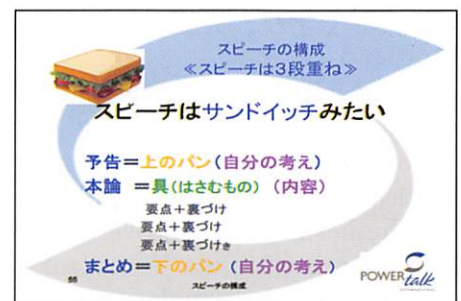 スピーチの構成
≪スピーチは3段重ね≫
スピーチはサンドイッチみたい
予告=上のパン(自分の考え)
本論 =具(はさむもの) (内容)
要点+裏づけ
要点+裏づけ
要点+裏づけき
まとめ=下のパン(自分の考え)
スピーチの構成
POWER
talk